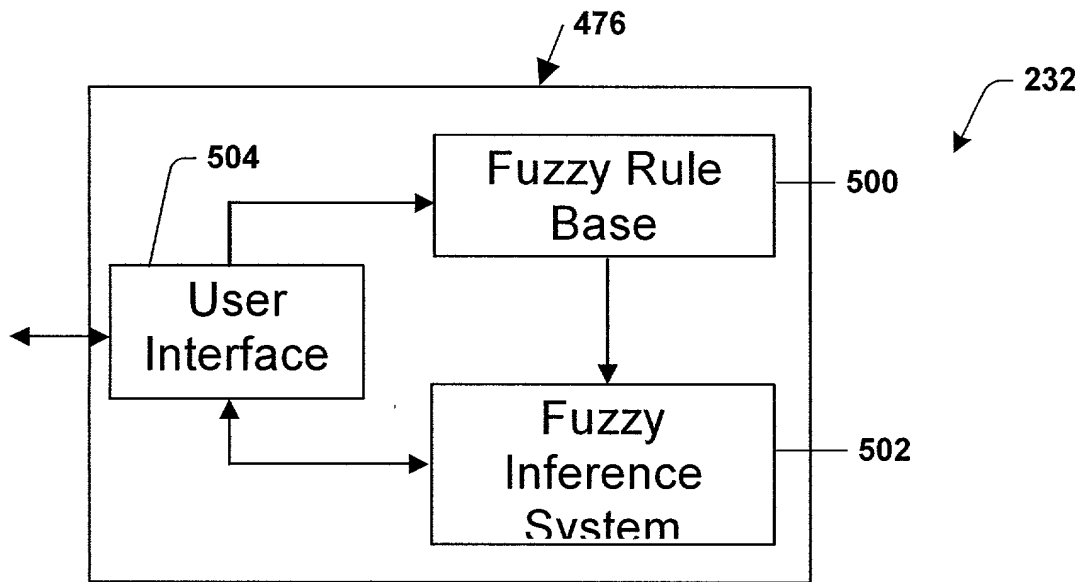 476
232
504
Fuzzy Rule
Base
500
User
Interface
Fuzzy
Inference
System
502